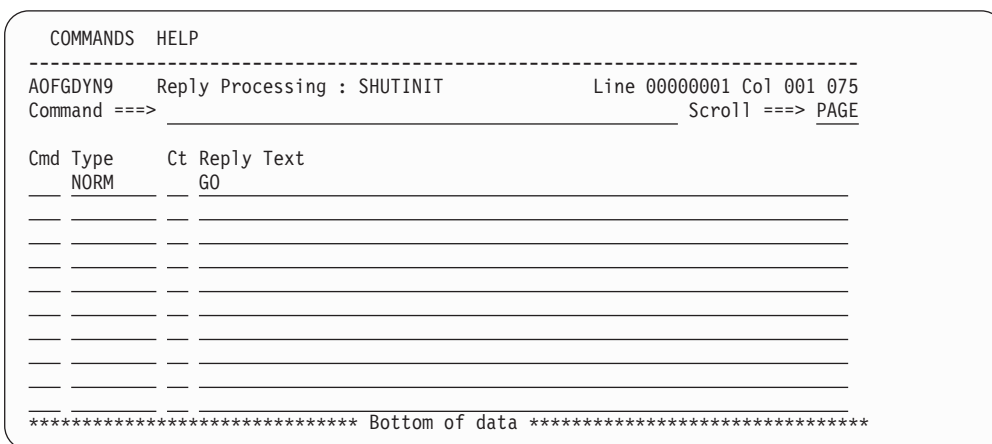 COMMANDS HELP
-------------------------------------------------------------------------------
AOFGDYN9 Reply Processing : SHUTINIT Line 00000001 Col 001 075
Command ===> Scroll ===> PAGE
Cmd Type Ct Reply Text
NORM GO
******************************* Bottom of data ********************************